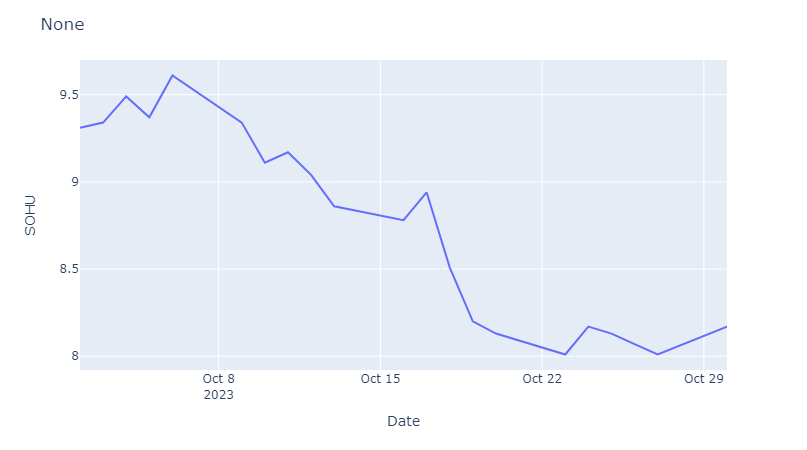 None
9.5
9
8.5
8
SOHU
Oct 8
2023
Oct 15
Oct 22
Oct 29
Date